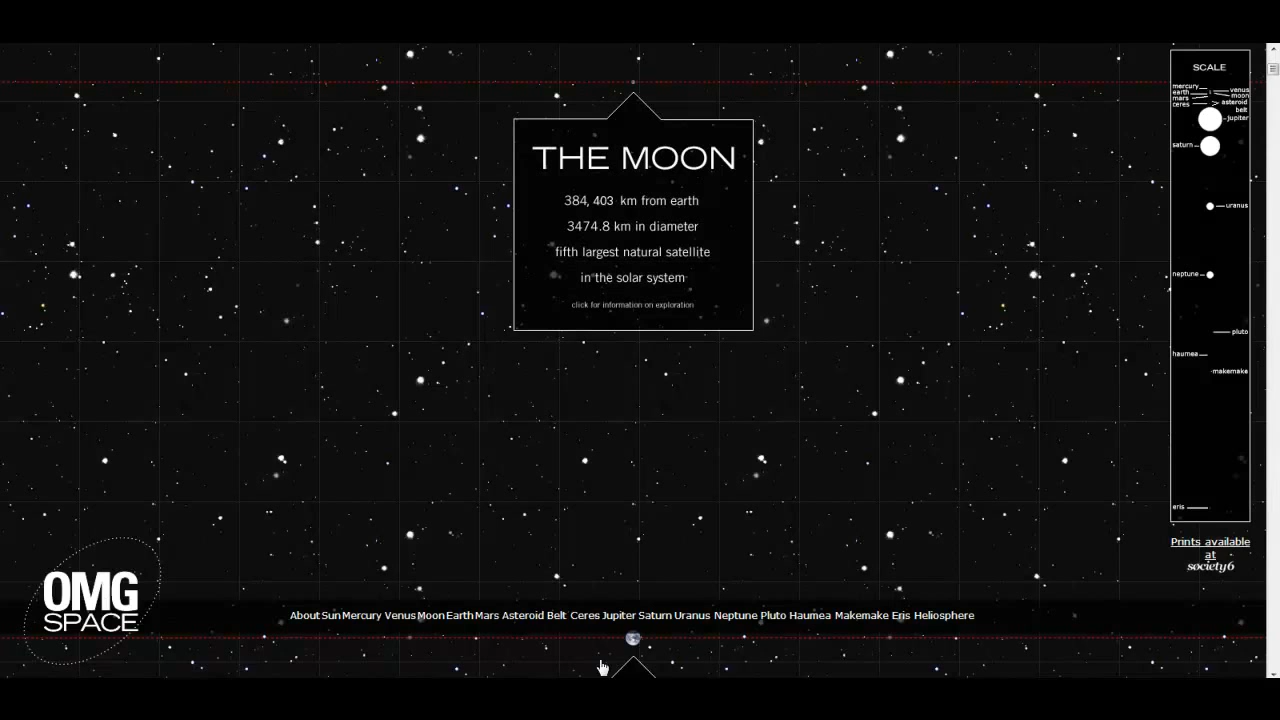 THE MOON
384, 403 km from earth
3474.8 km in diameter
fifth largest natural satellite
in the solar system
click for information on exploration
SCALE
mercury
venus
earth
moon
mars
asteroid
belt
ceres
jupiter
saturn
uranus
neptune
pluto
haumea
makemake
eris
Prints available
at
society6
OMG
SPACE
About Sun Mercury Venus Moon Earth Mars Asteroid Belt Ceres Jupiter Saturn Uranus Neptune Pluto Haumea Makemake Eris Heliosphere